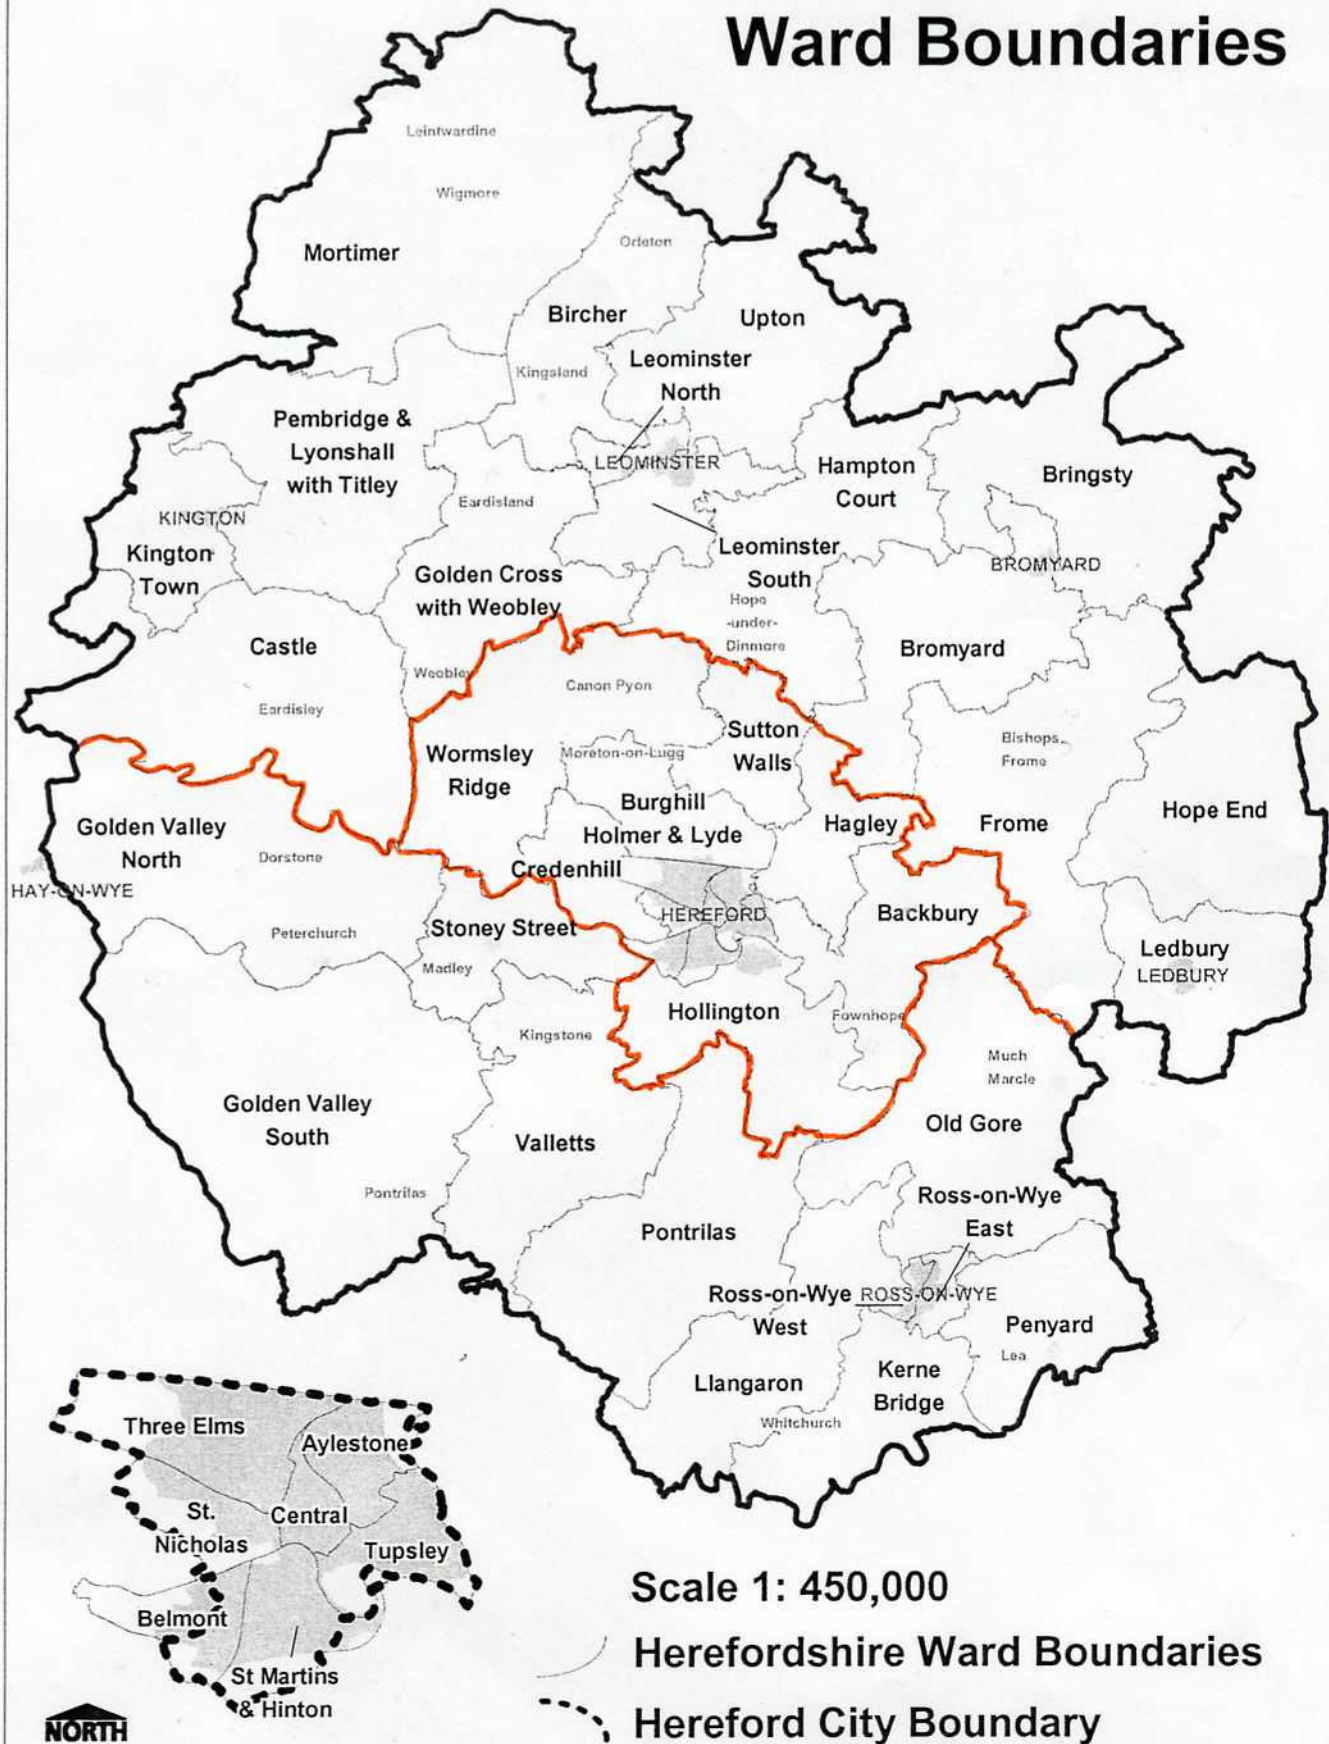 Ward Boundaries
Leintwardine
Wigmore
Mortimer
Orleton
Bircher
Upton
Kingsland
Leominster
North
Pembridge &
Lyonshall
with Titley
LEOMINSTER
Hampton
Court
Bringsty
Eardisland
KINGTON
Kington
Town
Leominster
South
BROMYARD
Golden Cross
with Weobley
Hope
-under-
Dinmore
Castle
Bromyard
Weobley
Canon Pyon
Eardisley
Sutton
Walls
Bishops
Frome
Wormsley
Ridge
Moreton-on-Lugg
Burghill
Holmer & Lyde
Hagley
Frome
Hope End
Golden Valley
North
Dorstone
Credenhill
HAY-ON-WYE
HEREFORD
Backbury
Peterchurch
Stoney Street
Madley
Ledbury
LEDBURY
Hollington
Fownhope
Kingstone
Much
Marcle
Golden Valley
South
Old Gore
Valletts
Pontrilas
Ross-on-Wye
East
Pontrilas
Ross-on-Wye
West
ROSS-ON-WYE
Penyard
Lea
Llangaron
Kerne
Bridge
Whitchurch
Three Elms
Aylestone
St.
Nicholas
Central
Tupsley
Belmont
St Martins
& Hinton
Scale 1: 450,000
Herefordshire Ward Boundaries
Hereford City Boundary
NORTH